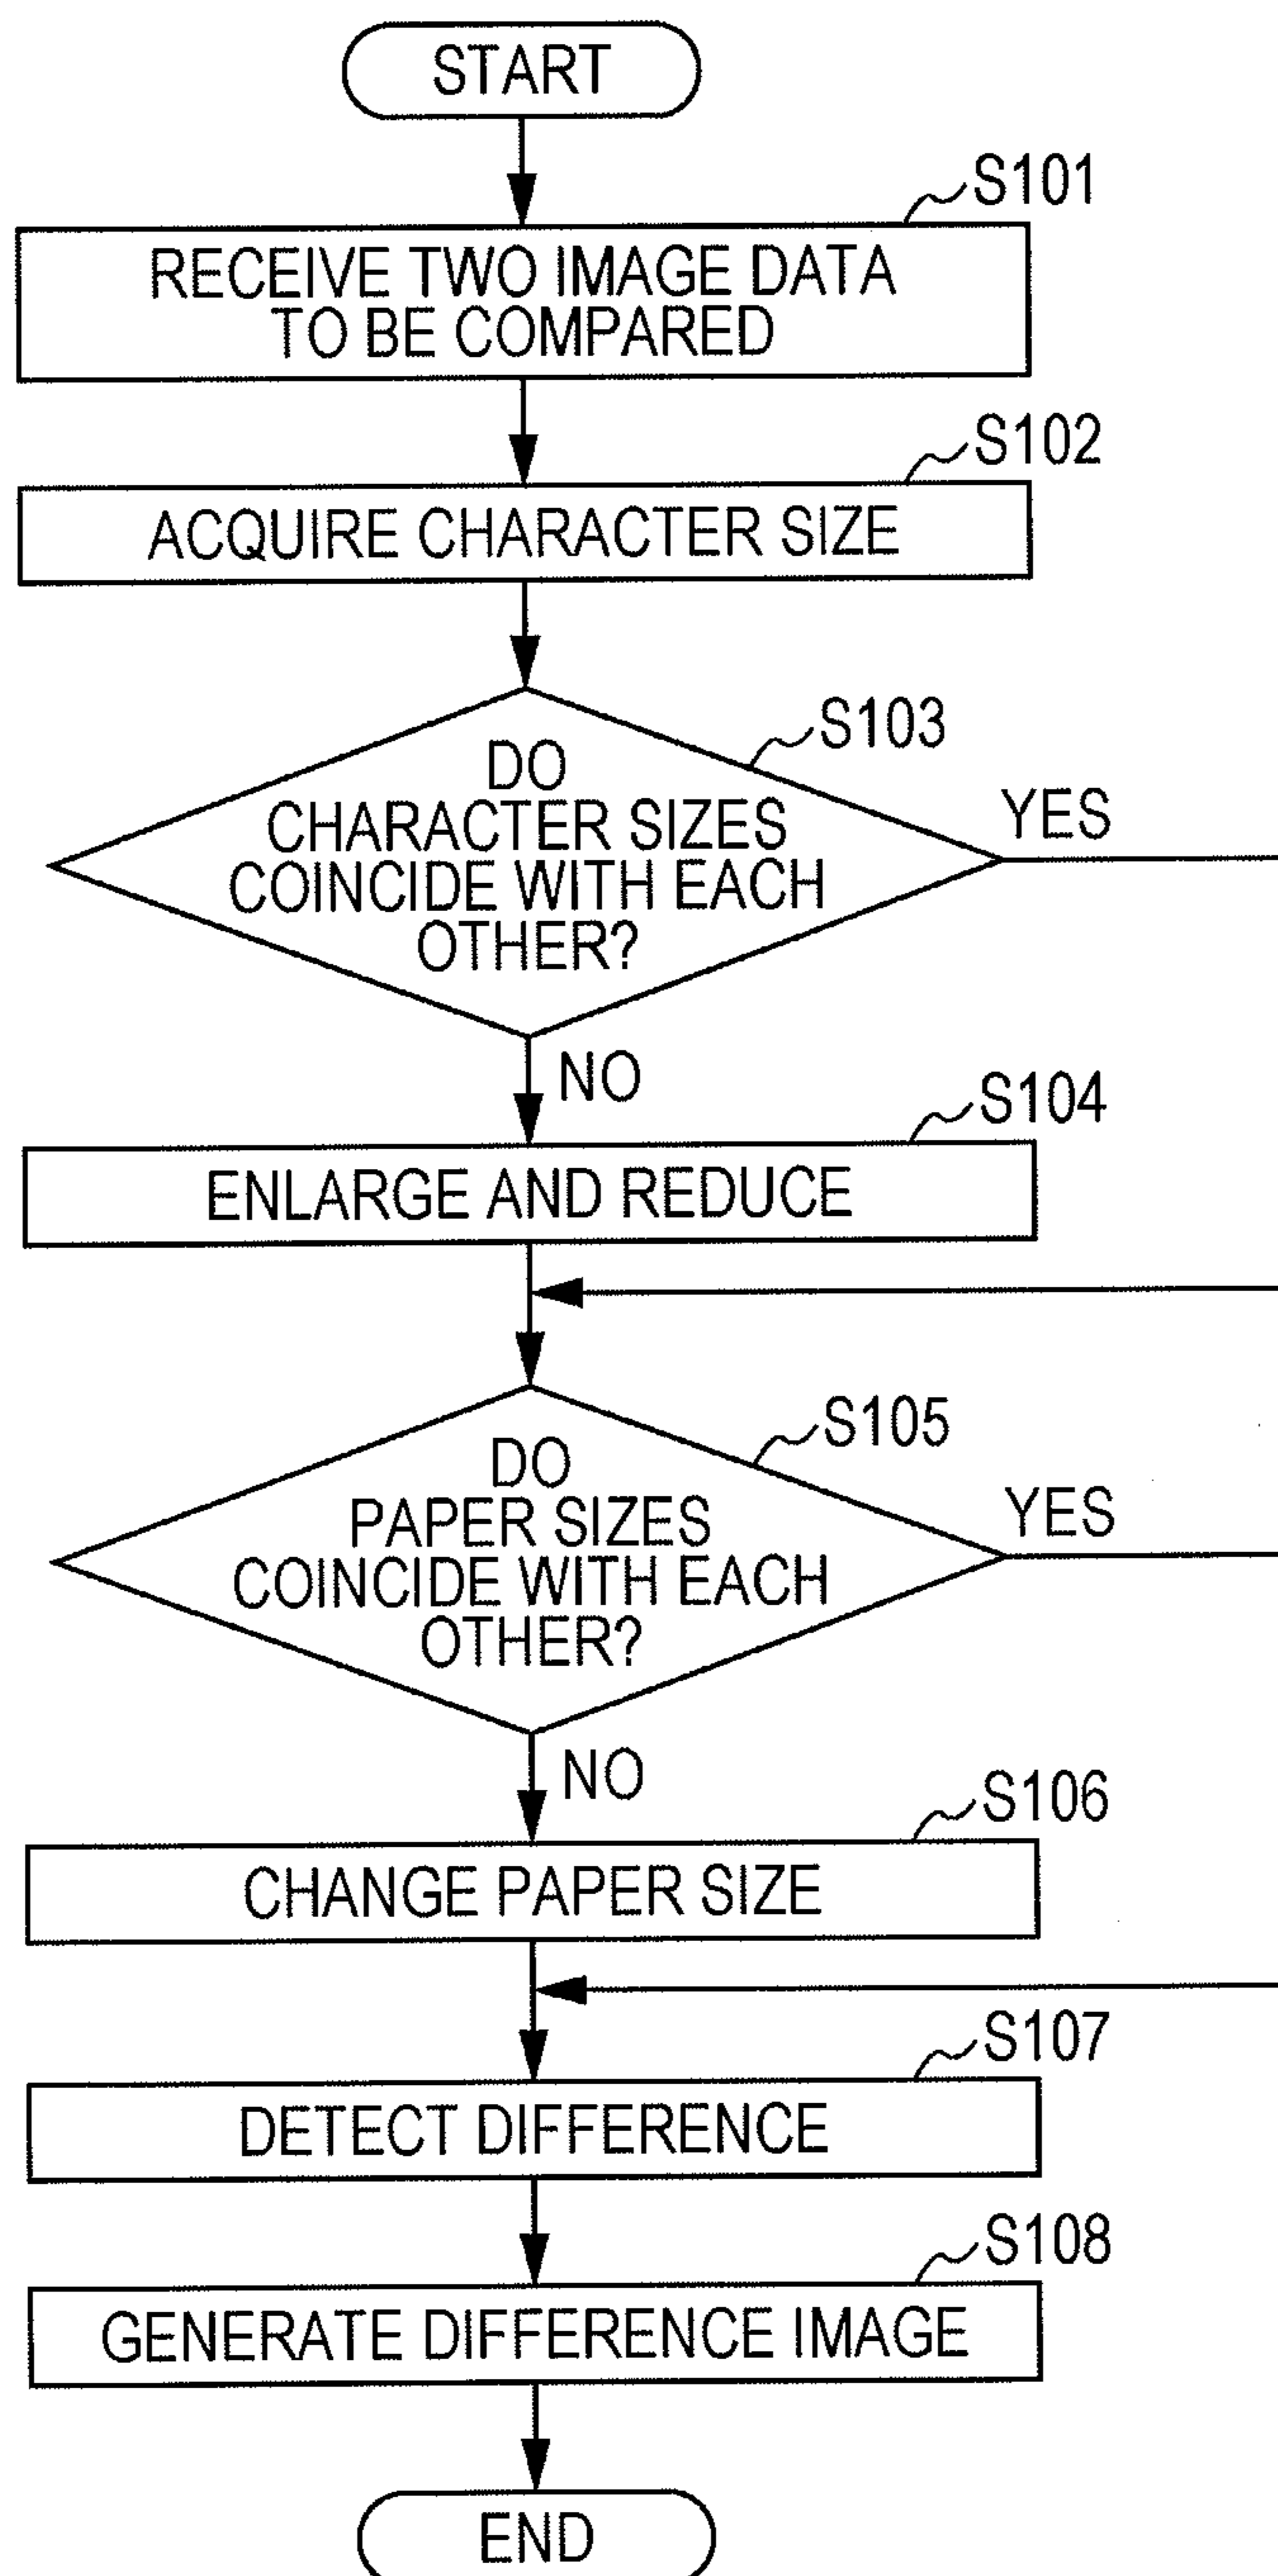 START
S101
RECEIVE TWO IMAGE DATA
TO BE COMPARED
S102
ACQUIRE CHARACTER SIZE
S103
DO
CHARACTER SIZES
COINCIDE WITH EACH
OTHER?
YES
NO
S104
ENLARGE AND REDUCE
S105
DO
PAPER SIZES
COINCIDE WITH EACH
OTHER?
YES
NO
S106
CHANGE PAPER SIZE
S107
DETECT DIFFERENCE
S108
GENERATE DIFFERENCE IMAGE
END